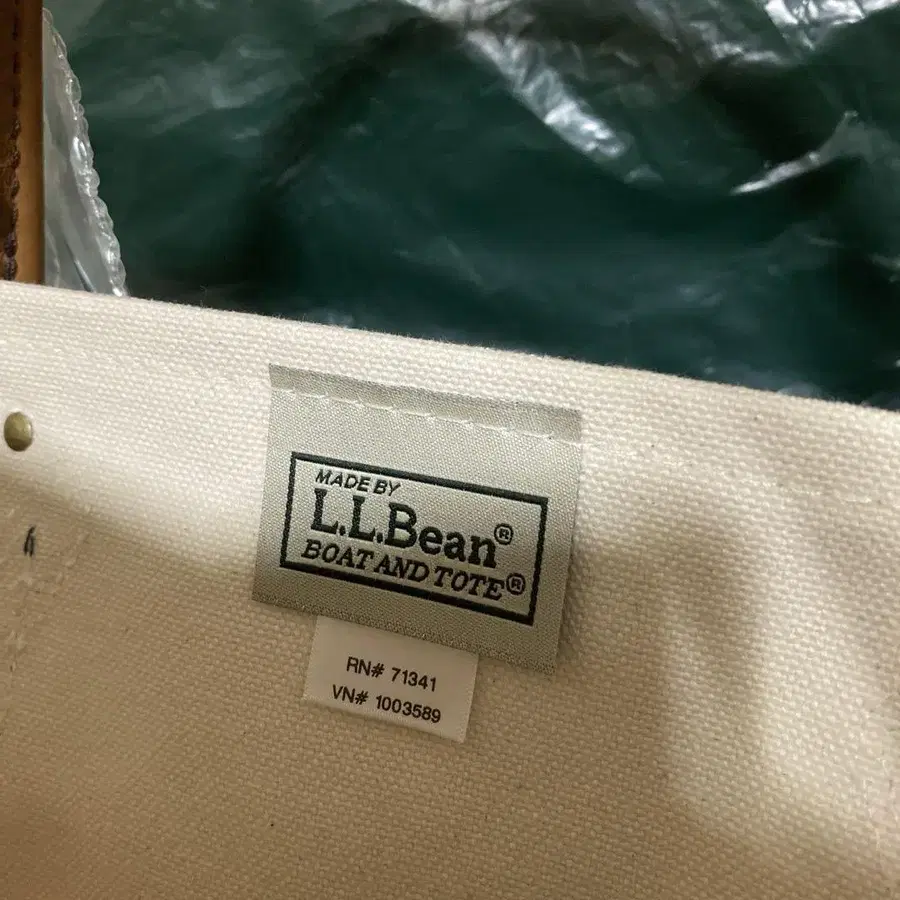 MADE BY
L.L.Bean®
BOAT AND TOTE®
RN# 71341
VN# 1003589